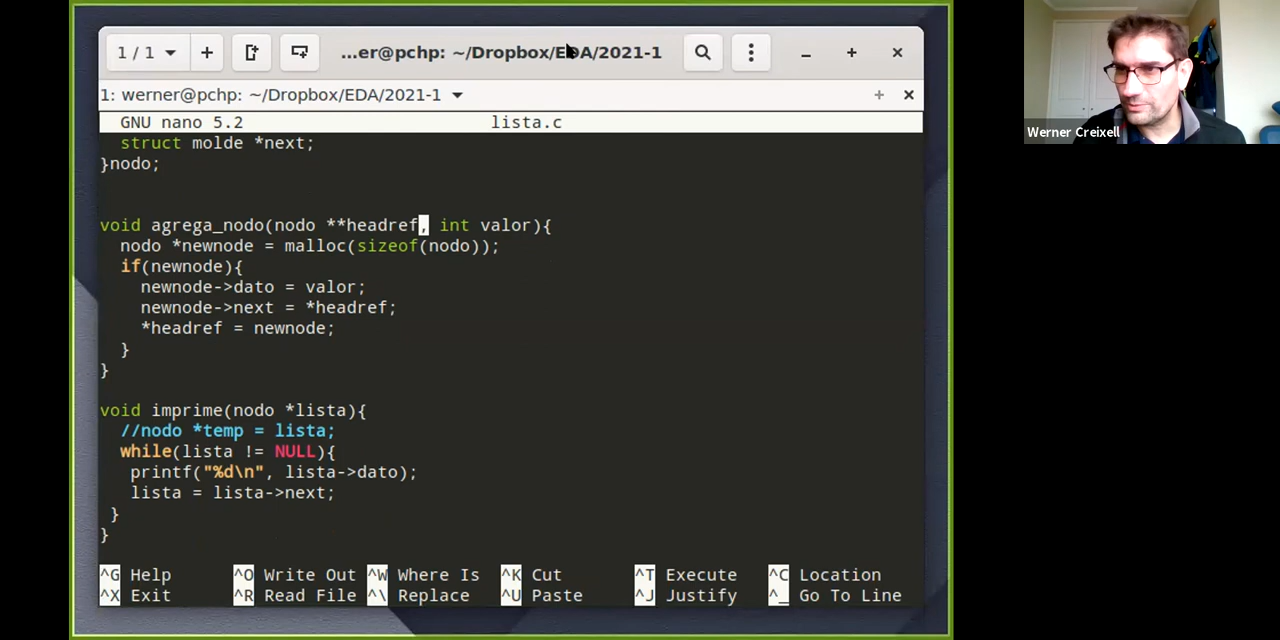 1 / 1
...er@pchp: ~/Dropbox/EDA/2021-1
1: werner@pchp: ~/Dropbox/EDA/2021-1
GNU nano 5.2 lista.c
struct molde *next;
}nodo;
void agrega_nodo(nodo **headref, int valor){
nodo *newnode = malloc(sizeof(nodo));
if(newnode){
newnode->dato = valor;
newnode->next = *headref;
*headref = newnode;
}
}
void imprime(nodo *lista){
//nodo *temp = lista;
while(lista != NULL){
printf("%d\n", lista->dato);
lista = lista->next;
}
}
^G Help ^O Write Out ^W Where Is ^K Cut ^T Execute ^C Location
^X Exit ^R Read File ^\ Replace ^U Paste ^J Justify ^_ Go To Line
Werner Creixell